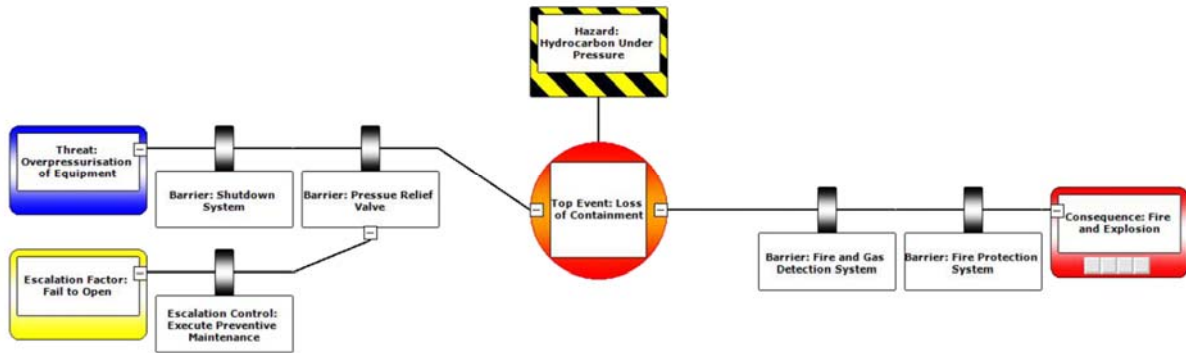 Hazard:
Hydrocarbon Under
Pressure
Threat:
Overpressurisation
of Equipment
Barrier: Shutdown
System
Barrier: Pressue Relief
Valve
Top Event: Loss
of Containment
Barrier: Fire and Gas
Detection System
Barrier: Fire Protection
System
Consequence: Fire
and Explosion
Escalation Factor:
Fail to Open
Escalation Control:
Execute Preventive
Maintenance